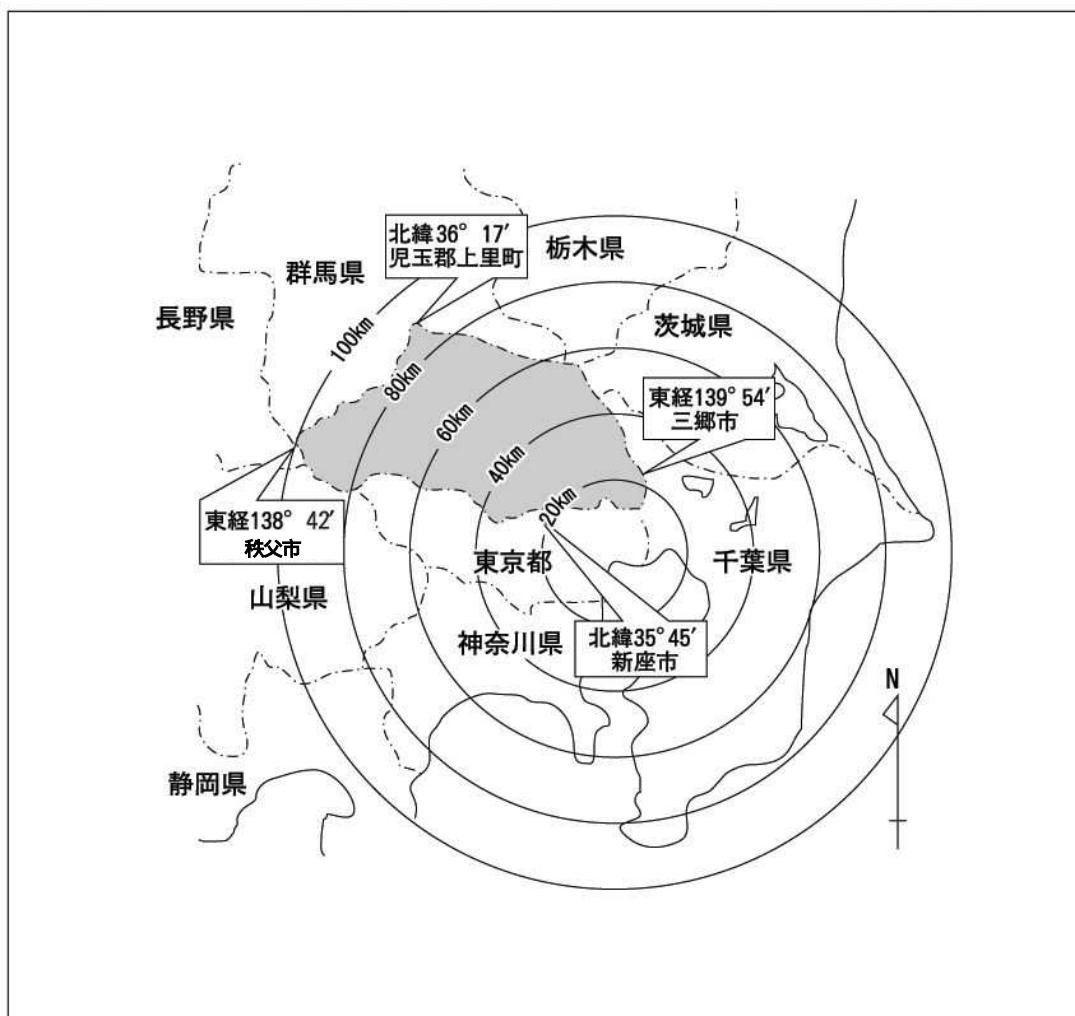 北緯36° 17′
児玉郡上里町
栃木県
群馬県
長野県
茨城県
100km
80km
60km
40km
20km
東経139° 54′
三郷市
東経138° 42′
秩父市
東京都
千葉県
山梨県
神奈川県
北緯35° 45′
新座市
N
静岡県